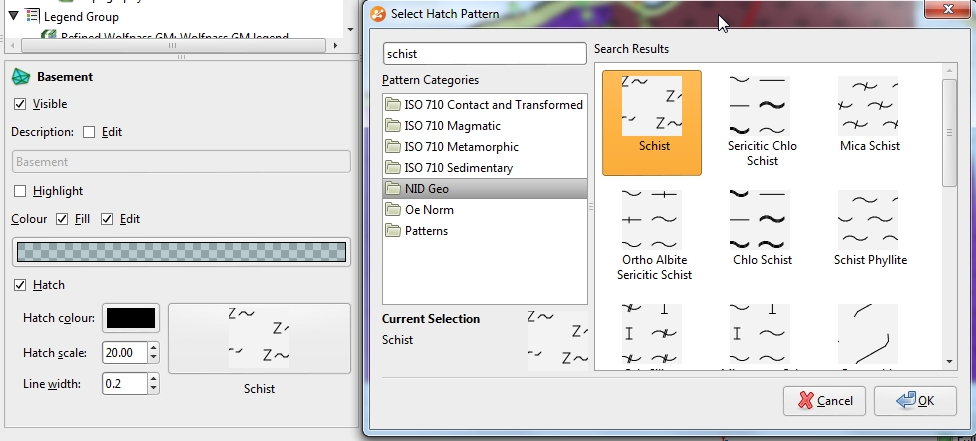 Legend Group
Refined Wolfpass GM: Wolfpass GM legend
Basement
Visible
Description: Edit
Basement
Highlight
Colour Fill Edit
Hatch
Hatch colour:
Hatch scale: 20.00
Line width: 0.2
Schist
Select Hatch Pattern
schist
Pattern Categories
ISO 710 Contact and Transformed
ISO 710 Magmatic
ISO 710 Metamorphic
ISO 710 Sedimentary
NID Geo
Oe Norm
Patterns
Current Selection
Schist
Search Results
Schist
Sericitic Chlo
Schist
Mica Schist
Ortho Albite
Sericitic Schist
Chlo Schist
Schist Phyllite
Cancel
OK